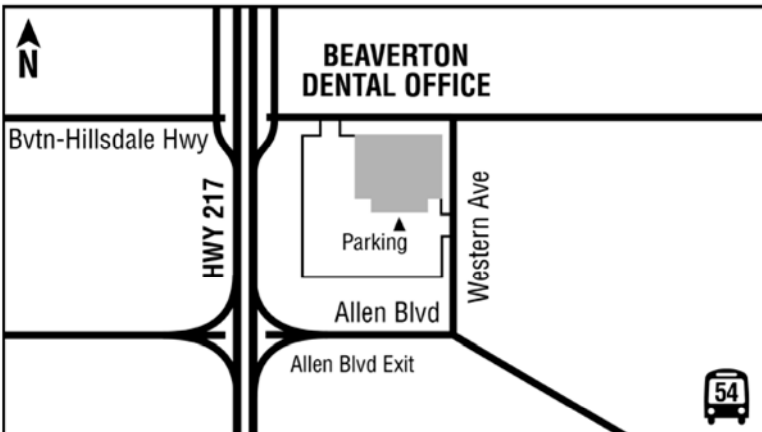 N
BEAVERTON
DENTAL OFFICE
Bvtn-Hillsdale Hwy
HWY 217
Western Ave
Parking
Allen Blvd
Allen Blvd Exit
54